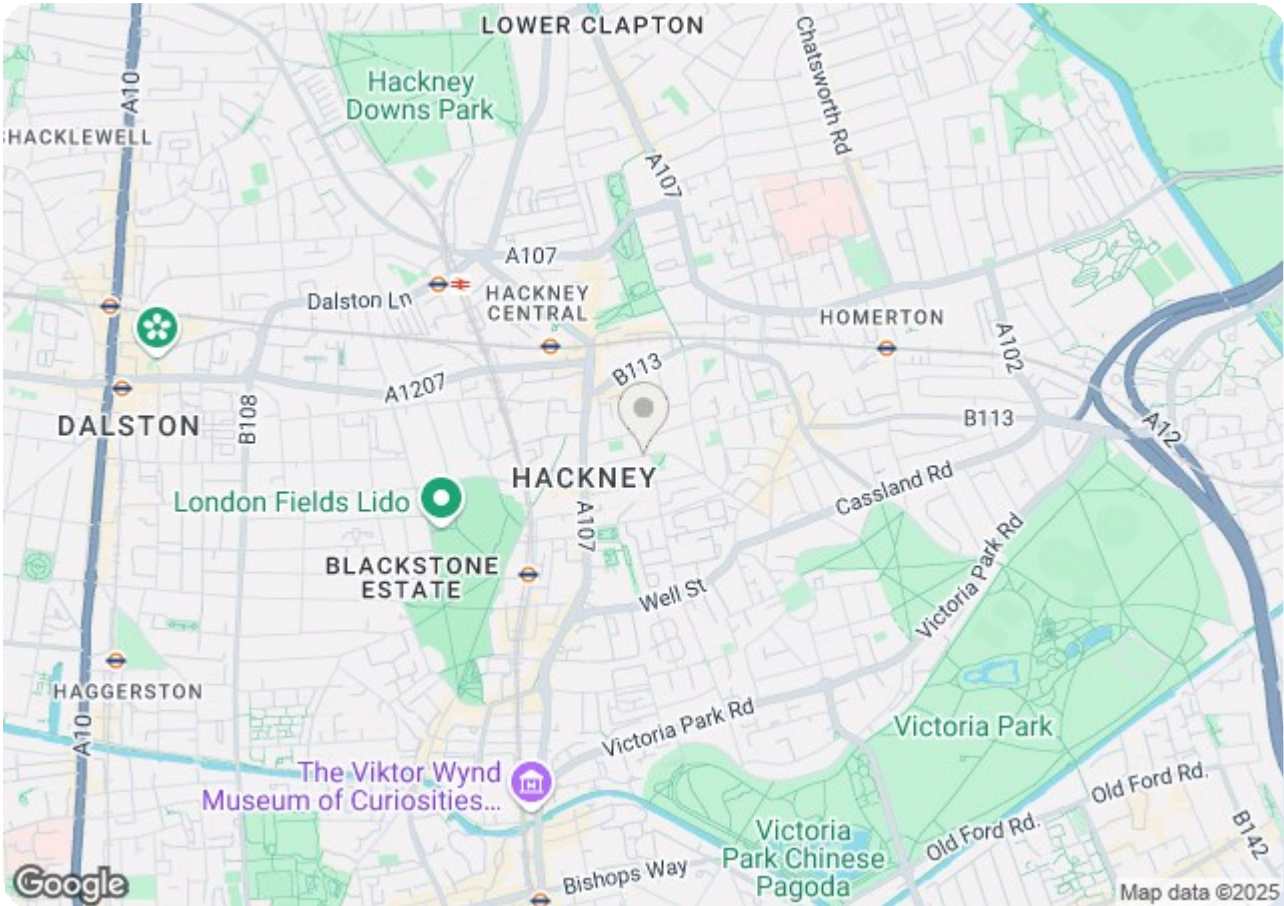 LOWER CLAPTON
Chatsworth Rd
A10
Hackney
Downs Park
HACKLEWELL
A107
A107
Dalston Ln
HACKNEY
CENTRAL
HOMERTON
A102
B113
A1207
B108
DALSTON
B113
A12
HACKNEY
Cassland Rd
London Fields Lido
A107
BLACKSTONE
ESTATE
Well St
Victoria Park Rd
HAGGERSTON
A10
Victoria Park Rd
Victoria Park
The Viktor Wynd
Museum of Curiosities...
Old Ford Rd.
Victoria
Park Chinese
Pagoda
Old Ford Rd.
B142
Bishops Way
Google
Map data ©2025